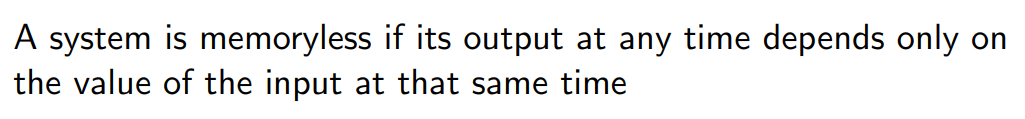 A system is memoryless if its output at any time depends only on
the value of the input at that same time